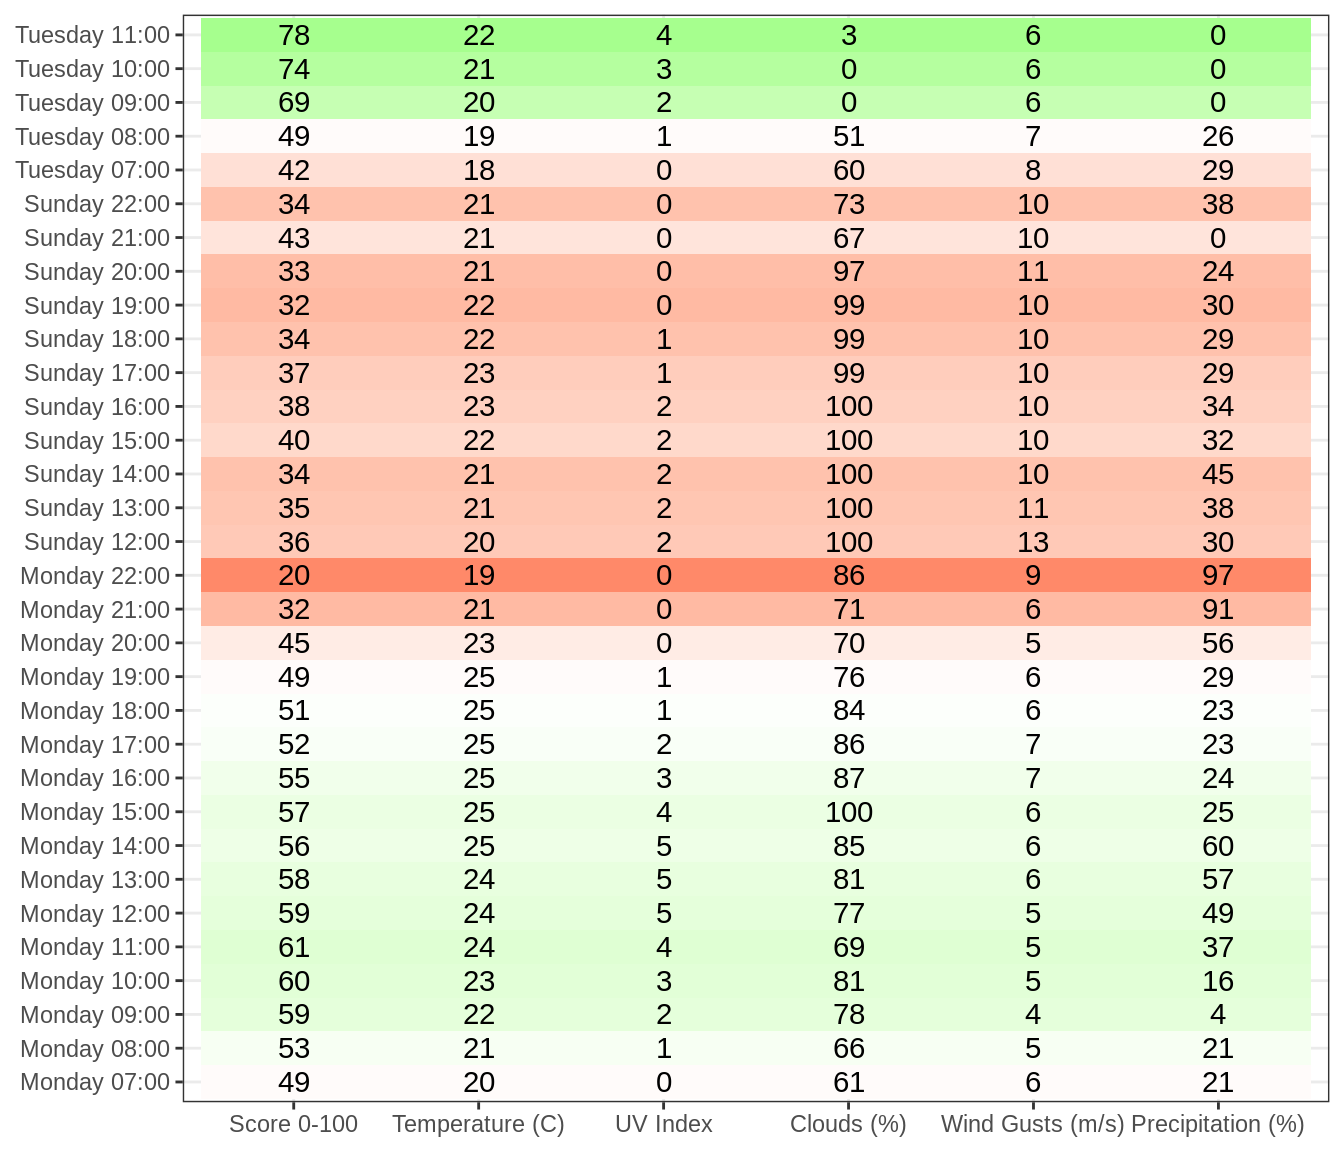 Tuesday 11:00 78 22 4 3 6 0
Tuesday 10:00 74 21 3 0 6 0
Tuesday 09:00 69 20 2 0 6 0
Tuesday 08:00 49 19 1 51 7 26
Tuesday 07:00 42 18 0 60 8 29
Sunday 22:00 34 21 0 73 10 38
Sunday 21:00 43 21 0 67 10 0
Sunday 20:00 33 21 0 97 11 24
Sunday 19:00 32 22 0 99 10 30
Sunday 18:00 34 22 1 99 10 29
Sunday 17:00 37 23 1 99 10 29
Sunday 16:00 38 23 2 100 10 34
Sunday 15:00 40 22 2 100 10 32
Sunday 14:00 34 21 2 100 10 45
Sunday 13:00 35 21 2 100 11 38
Sunday 12:00 36 20 2 100 13 30
Monday 22:00 20 19 0 86 9 97
Monday 21:00 32 21 0 71 6 91
Monday 20:00 45 23 0 70 5 56
Monday 19:00 49 25 1 76 6 29
Monday 18:00 51 25 1 84 6 23
Monday 17:00 52 25 2 86 7 23
Monday 16:00 55 25 3 87 7 24
Monday 15:00 57 25 4 100 6 25
Monday 14:00 56 25 5 85 6 60
Monday 13:00 58 24 5 81 6 57
Monday 12:00 59 24 5 77 5 49
Monday 11:00 61 24 4 69 5 37
Monday 10:00 60 23 3 81 5 16
Monday 09:00 59 22 2 78 4 4
Monday 08:00 53 21 1 66 5 21
Monday 07:00 49 20 0 61 6 21
Score 0-100 Temperature (C) UV Index Clouds (%) Wind Gusts (m/s) Precipitation (%)